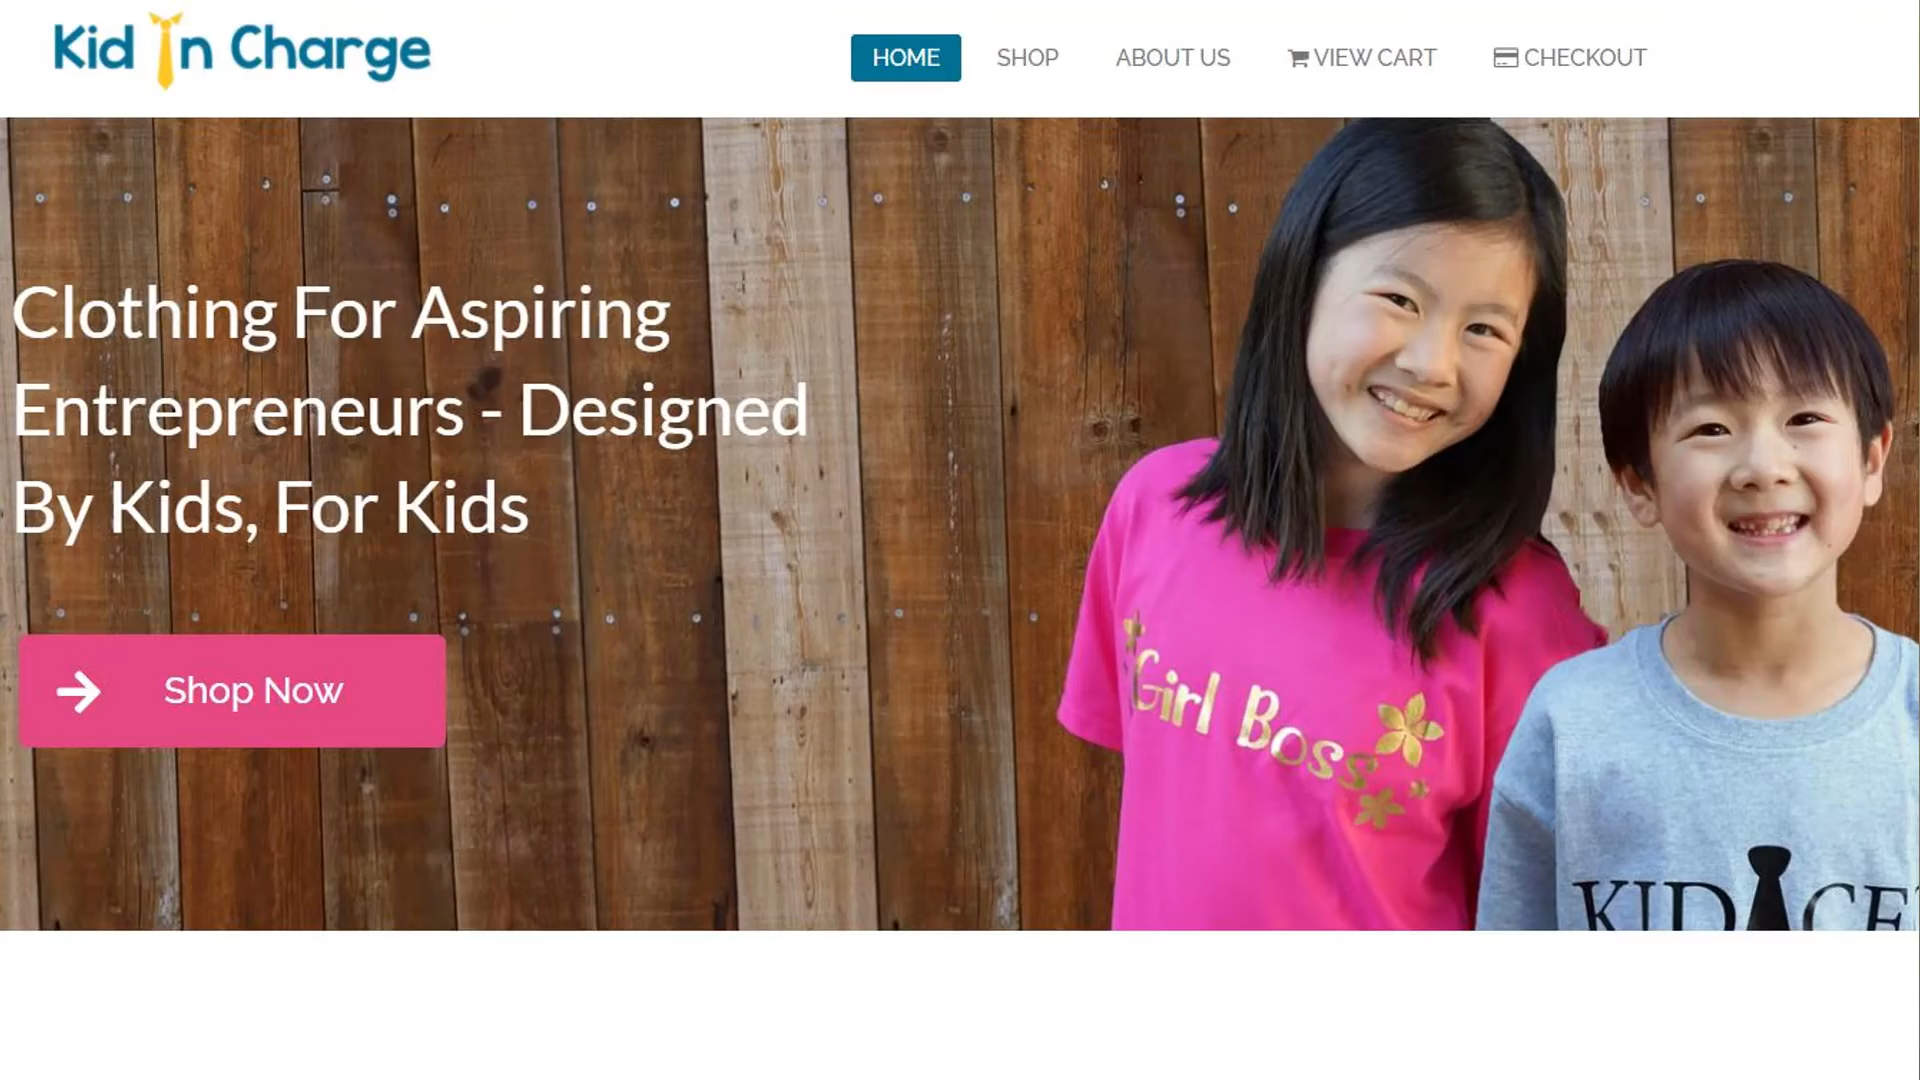 Kid In Charge
HOME
SHOP
ABOUT US
VIEW CART
CHECKOUT
Clothing For Aspiring
Entrepreneurs - Designed
By Kids, For Kids
Shop Now
Girl Boss